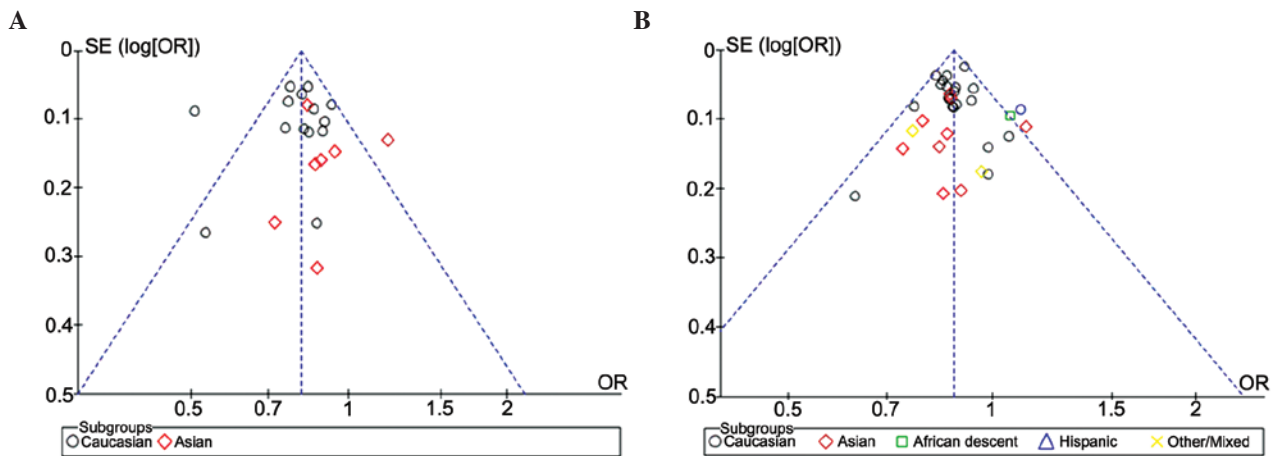 A
SE (log[OR])
0
0.1
0.2
0.3
0.4
0.5
OR
0.5 0.7 1 1.5 2
Subgroups
Caucasian Asian
B
SE (log[OR])
0
0.1
0.2
0.3
0.4
0.5
OR
0.5 0.7 1 1.5 2
Subgroups
Caucasian Asian African descent Hispanic Other/Mixed